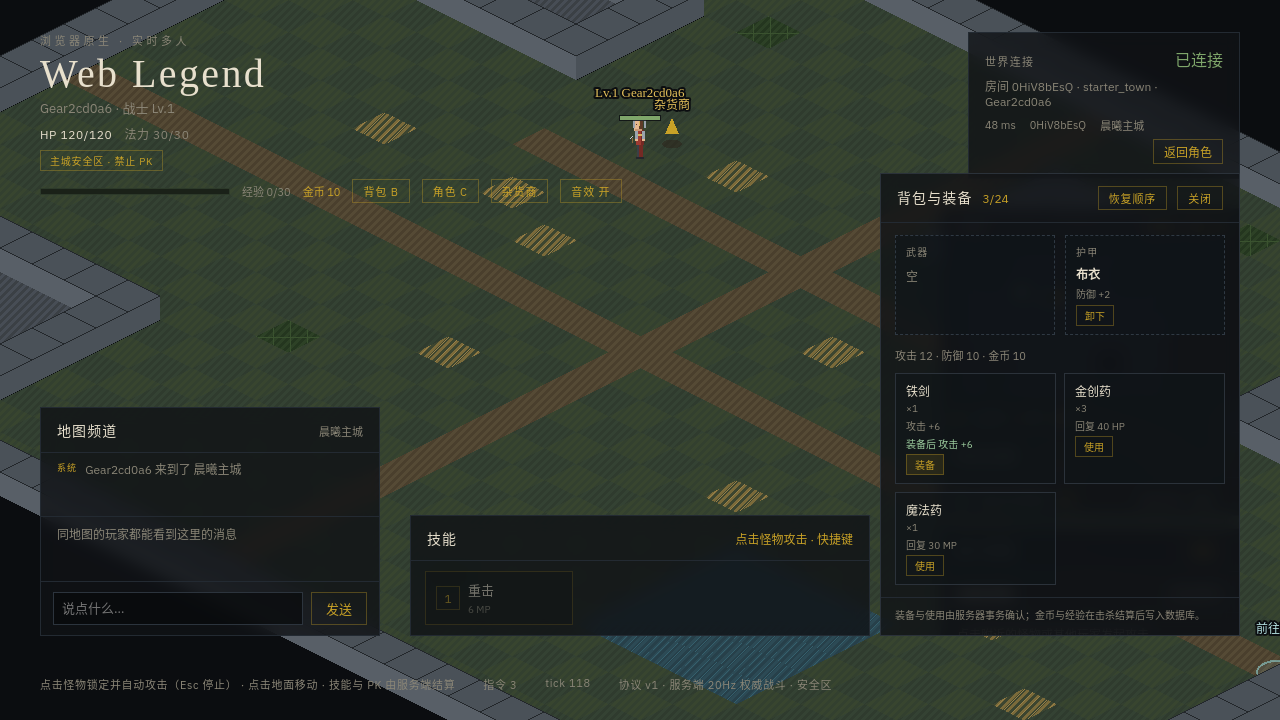 浏览器原生 · 实时多人
Web Legend
Gear2cd0a6 · 战士 Lv.1
HP 120/120 法力 30/30
主城安全区 · 禁止 PK
经验 0/30 金币 10 背包 B 角色 C 杂货商 音效 开
Lv.1 Gear2cd0a6
杂货商
世界连接 已连接
房间 0HiV8bEsQ · starter_town ·
Gear2cd0a6
48 ms 0HiV8bEsQ 晨曦主城
返回角色
背包与装备 3/24 恢复顺序 关闭
武器
空
护甲
布衣
防御 +2
卸下
攻击 12 · 防御 10 · 金币 10
铁剑
×1
攻击 +6
装备后 攻击 +6
装备
金创药
×3
回复 40 HP
使用
魔法药
×1
回复 30 MP
使用
装备与使用由服务器事务确认；金币与经验在击杀结算后写入数据库。
地图频道 晨曦主城
系统 Gear2cd0a6 来到了 晨曦主城
同地图的玩家都能看到这里的消息
说点什么… 发送
技能 点击怪物攻击 · 快捷键
1 重击
6 MP
前往
点击怪物锁定并自动攻击（Esc 停止） · 点击地面移动 · 技能与 PK 由服务端结算 指令 3 tick 118 协议 v1 · 服务端 20Hz 权威战斗 · 安全区